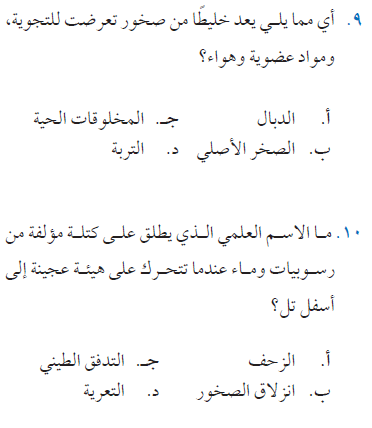 ٩. أي مما يلي يعد خليطًا من صخور تعرضت للتجوية،
ومواد عضوية وهواء؟
أ. الدبال جـ. المخلوقات الحية
ب. الصخر الأصلي د. التربة
١٠. ما الاسم العلمي الذي يطلق على كتلة مؤلفة من
رسوبيات وماء عندما تتحرك على هيئة عجينة إلى
أسفل تل؟
أ. الزحف جـ. التدفق الطيني
ب. انزلاق الصخور د. التعرية